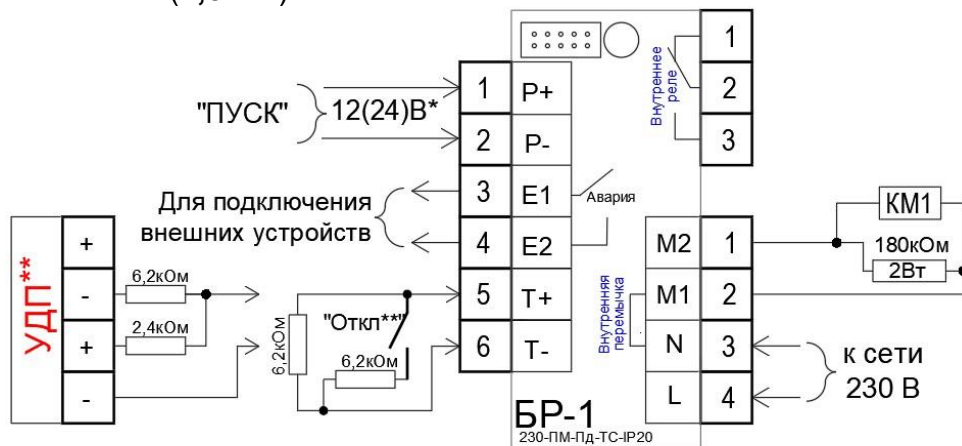 1
2
3
Внутреннее
реле
"ПУСК"
12(24)В*
1 P+
2 P-
3 E1
4 E2
5 T+
6 T-
Авария
Для подключения
внешних устройств
УДП**
+
-
+
-
6,2кОм
2,4кОм
6,2кОм
"Откл**"
6,2кОм
M2 1
M1 2
N 3
L 4
Внутренняя
перемычка
КМ1
180кОм
2Вт
к сети
230 В
БР-1
230-ПМ-Пд-ТС-IP20